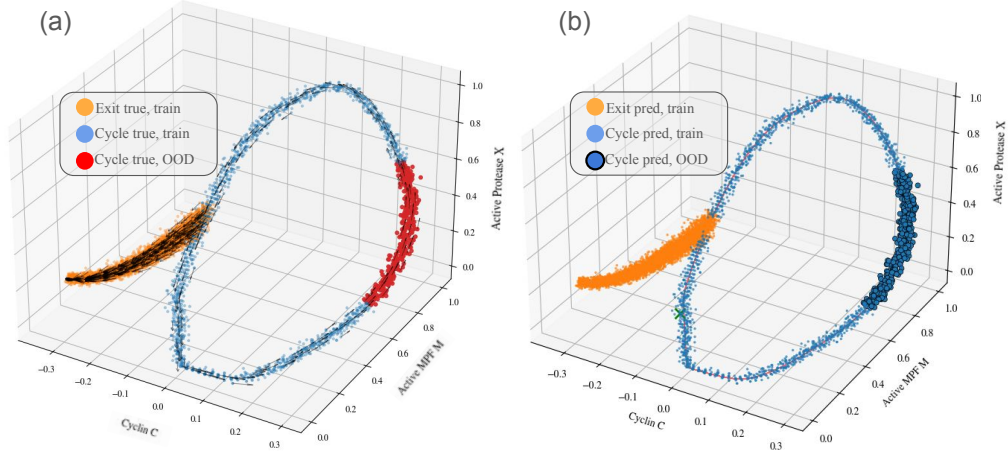 (a)
Exit true, train
Cycle true, train
Cycle true, OOD
1.0
0.8
0.6
0.4
0.2
0.0
Active Protease X
1.0
0.8
0.6
0.4
0.2
0.0
Active MPF M
−0.3
−0.2
−0.1
0.0
0.1
0.2
0.3
Cyclin C
(b)
Exit pred, train
Cycle pred, train
Cycle pred, OOD
1.0
0.8
0.6
0.4
0.2
0.0
Active Protease X
1.0
0.8
0.6
0.4
0.2
0.0
Active MPF M
−0.3
−0.2
−0.1
0.0
0.1
0.2
0.3
Cyclin C